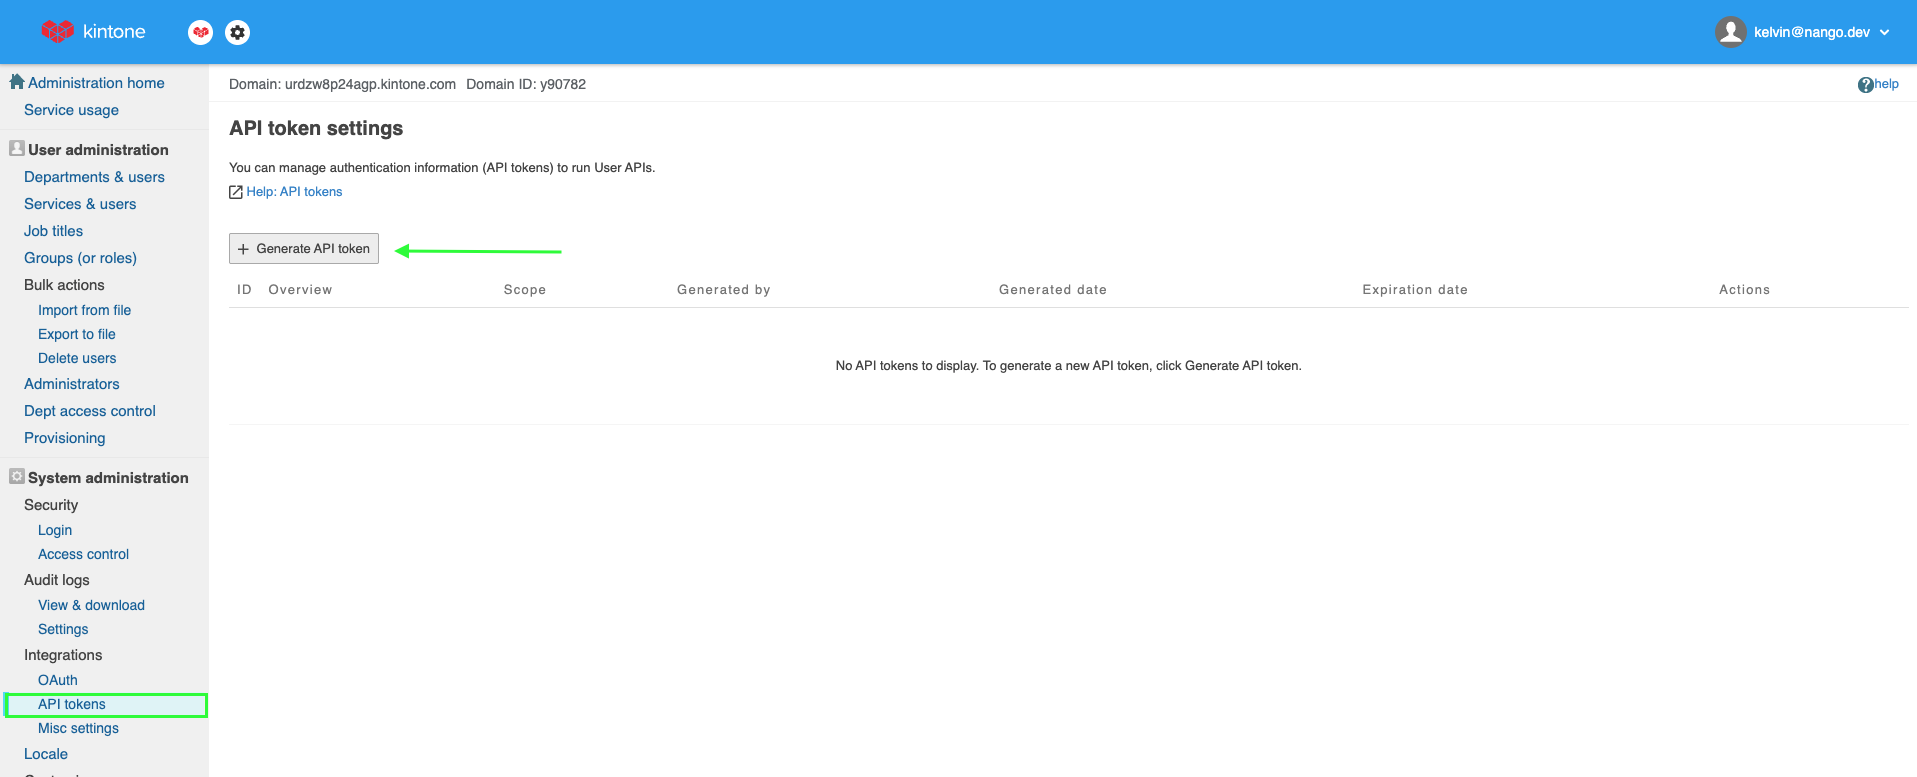 kintone
kelvin@nango.dev
Administration home
Service usage
User administration
Departments & users
Services & users
Job titles
Groups (or roles)
Bulk actions
Import from file
Export to file
Delete users
Administrators
Dept access control
Provisioning
System administration
Security
Login
Access control
Audit logs
View & download
Settings
Integrations
OAuth
API tokens
Misc settings
Locale
Domain: urdzw8p24agp.kintone.com Domain ID: y90782
help
API token settings
You can manage authentication information (API tokens) to run User APIs.
Help: API tokens
+ Generate API token
ID Overview Scope Generated by Generated date Expiration date Actions
No API tokens to display. To generate a new API token, click Generate API token.